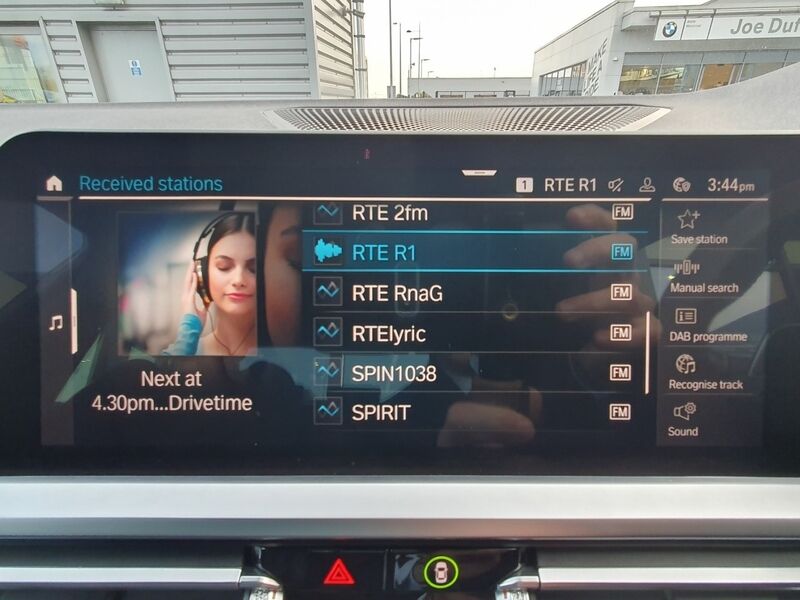 BMW
Joe Duf
Received stations
1 RTE R1
3:44pm
RTE 2fm FM
RTE R1 FM
RTE RnaG FM
RTElyric FM
SPIN1038 FM
SPIRIT FM
Next at
4.30pm...Drivetime
Save station
Manual search
DAB programme
Recognise track
Sound